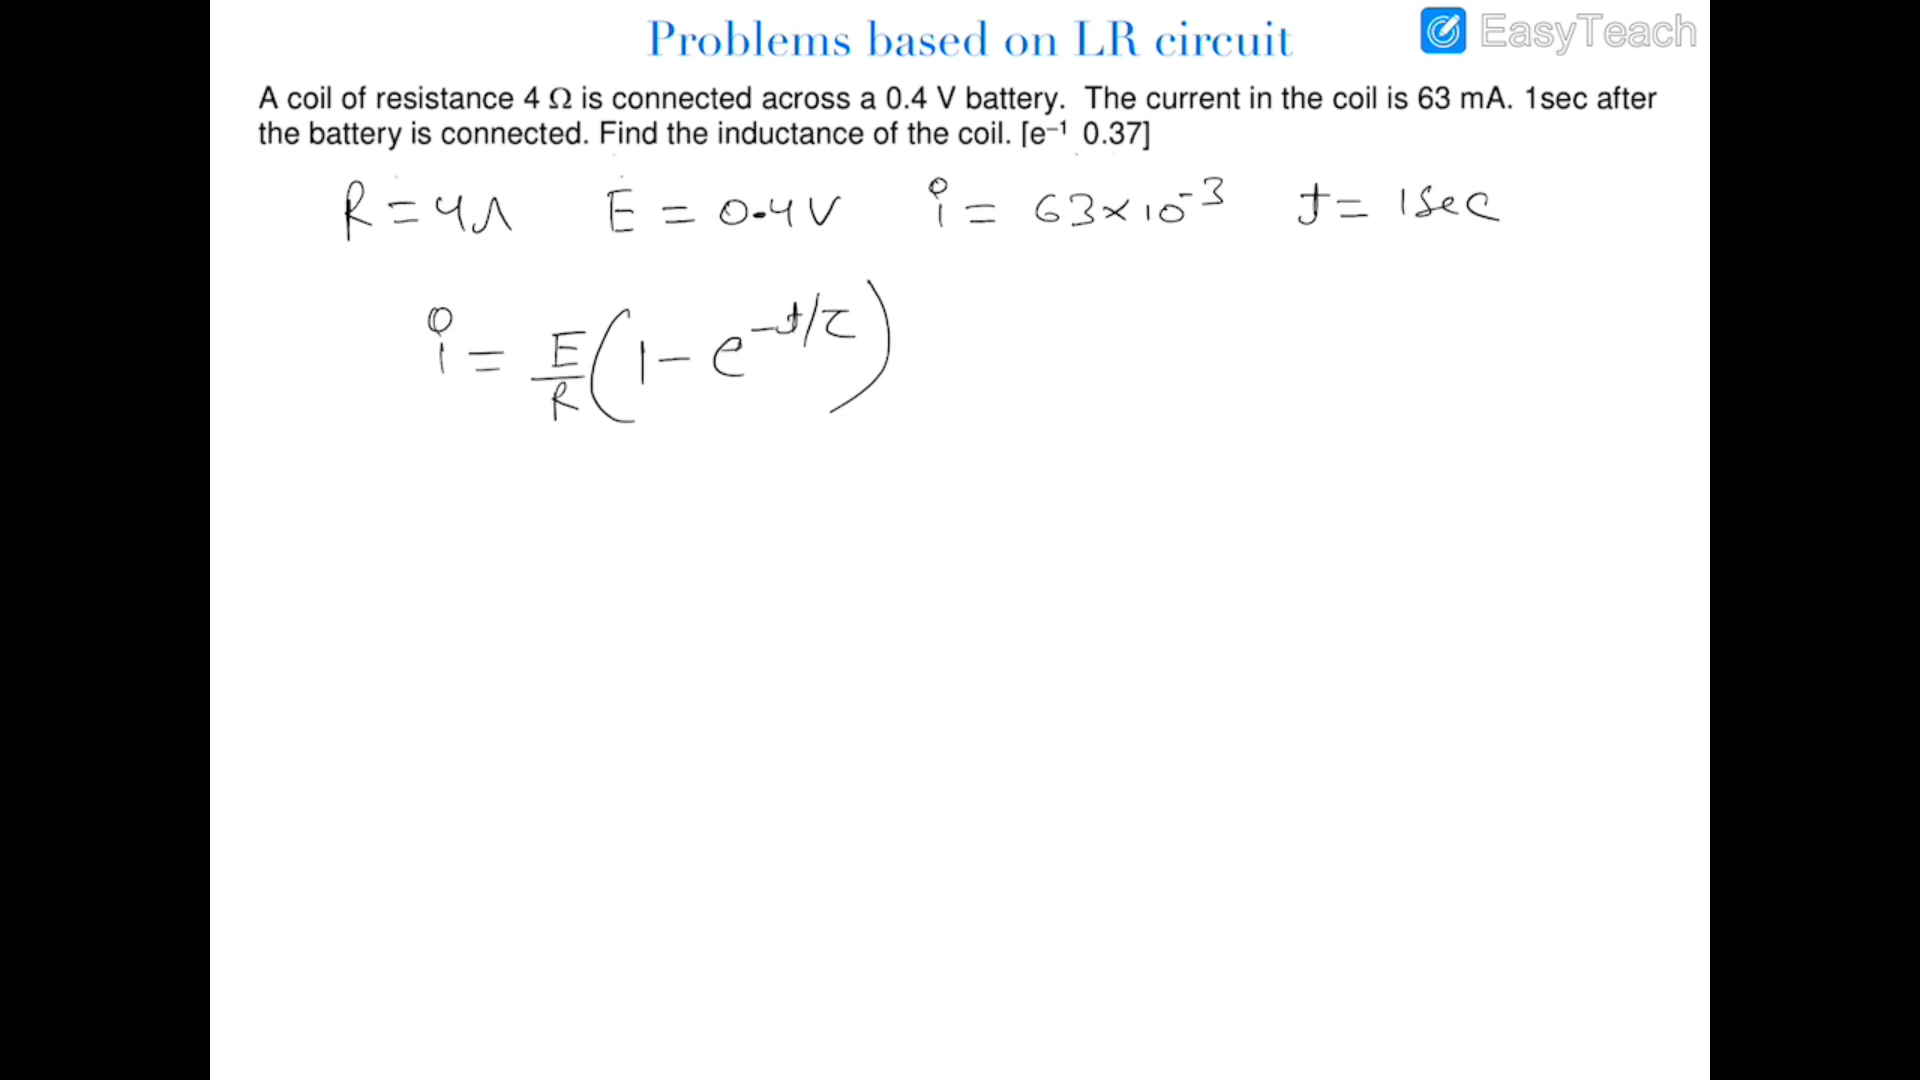 Problems based on LR circuit
EasyTeach
A coil of resistance 4 Ω is connected across a 0.4 V battery. The current in the coil is 63 mA. 1sec after
the battery is connected. Find the inductance of the coil. [e⁻¹ 0.37]
R = 4Ω E = 0.4V i = 63×10⁻³ t = 1sec
i = E/R (1 - e^(-t/τ))